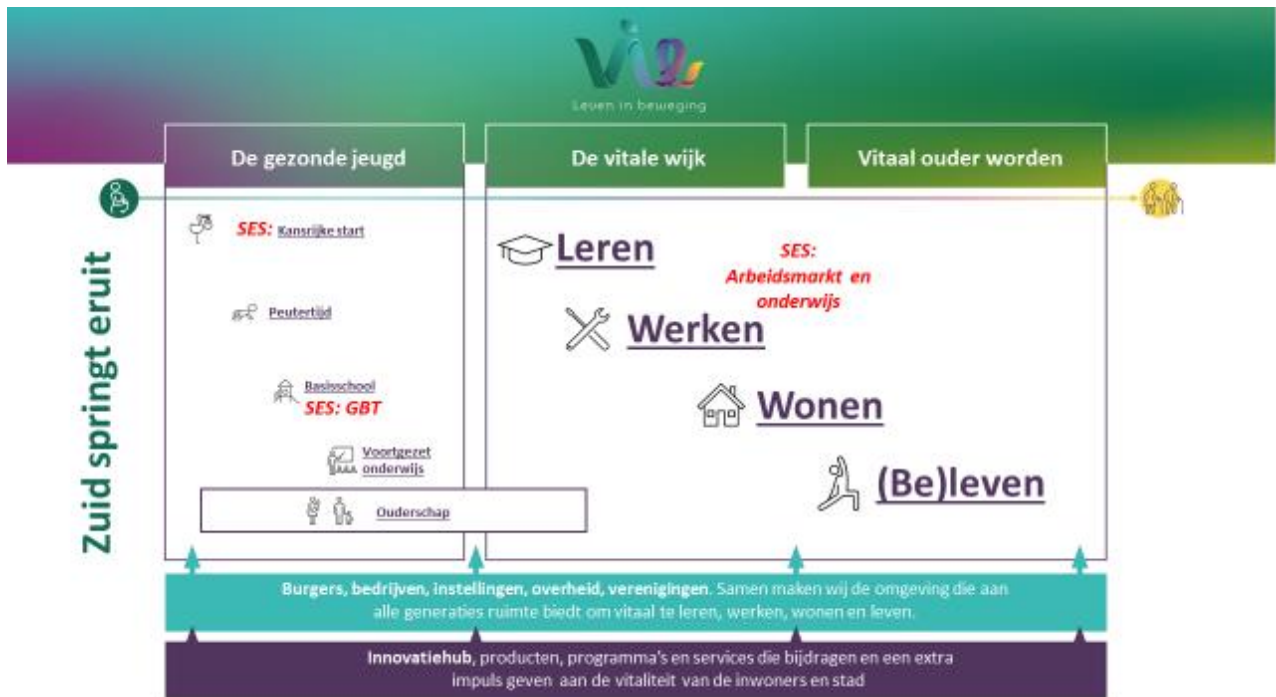 Leven in beweging
De gezonde jeugd
De vitale wijk
Vitaal ouder worden
Zuid springt eruit
SES: Kansrijke start
Peutertijd
Basisschool
SES: GBT
Voortgezet
onderwijs
Ouderschap
Leren
SES:
Arbeidsmarkt en
onderwijs
Werken
Wonen
(Be)leven
Burgers, bedrijven, instellingen, overheid, verenigingen. Samen maken wij de omgeving die aan
alle generaties ruimte biedt om vitaal te leren, werken, wonen en leven.
Innovatiehub, producten, programma's en services die bijdragen en een extra
impuls geven aan de vitaliteit van de inwoners en stad